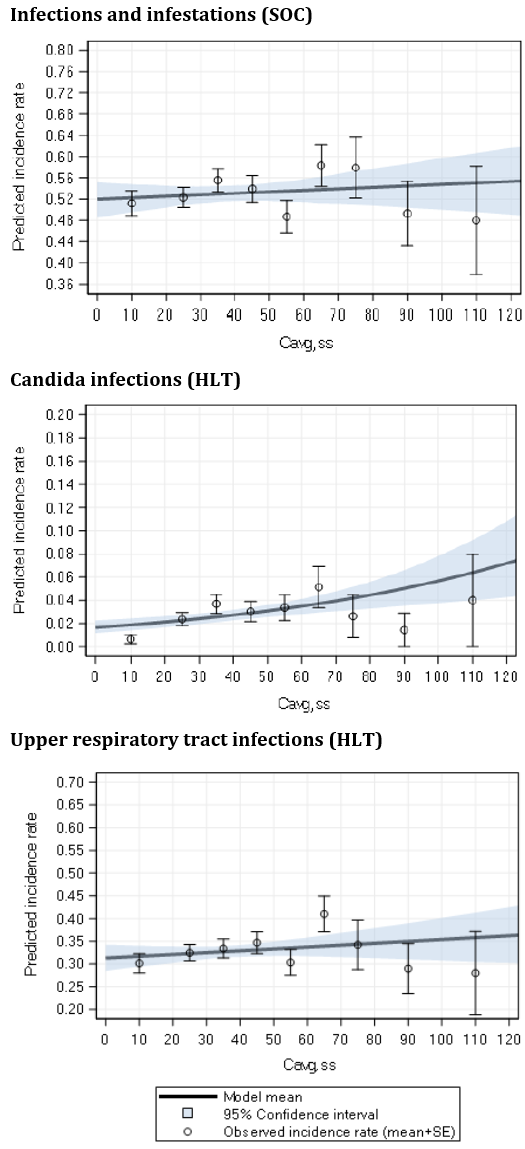 Infections and infestations (SOC)
0.80
0.76
0.72
0.68
0.64
0.60
0.56
0.52
0.48
0.44
0.40
0.36
Predicted incidence rate
0 10 20 30 40 50 60 70 80 90 100 110 120
Cavg,ss
Candida infections (HLT)
0.20
0.18
0.16
0.14
0.12
0.10
0.08
0.06
0.04
0.02
0.00
Predicted incidence rate
0 10 20 30 40 50 60 70 80 90 100 110 120
Cavg,ss
Upper respiratory tract infections (HLT)
0.70
0.65
0.60
0.55
0.50
0.45
0.40
0.35
0.30
0.25
0.20
Predicted incidence rate
0 10 20 30 40 50 60 70 80 90 100 110 120
Cavg,ss
Model mean
95% Confidence interval
Observed incidence rate (mean+SE)